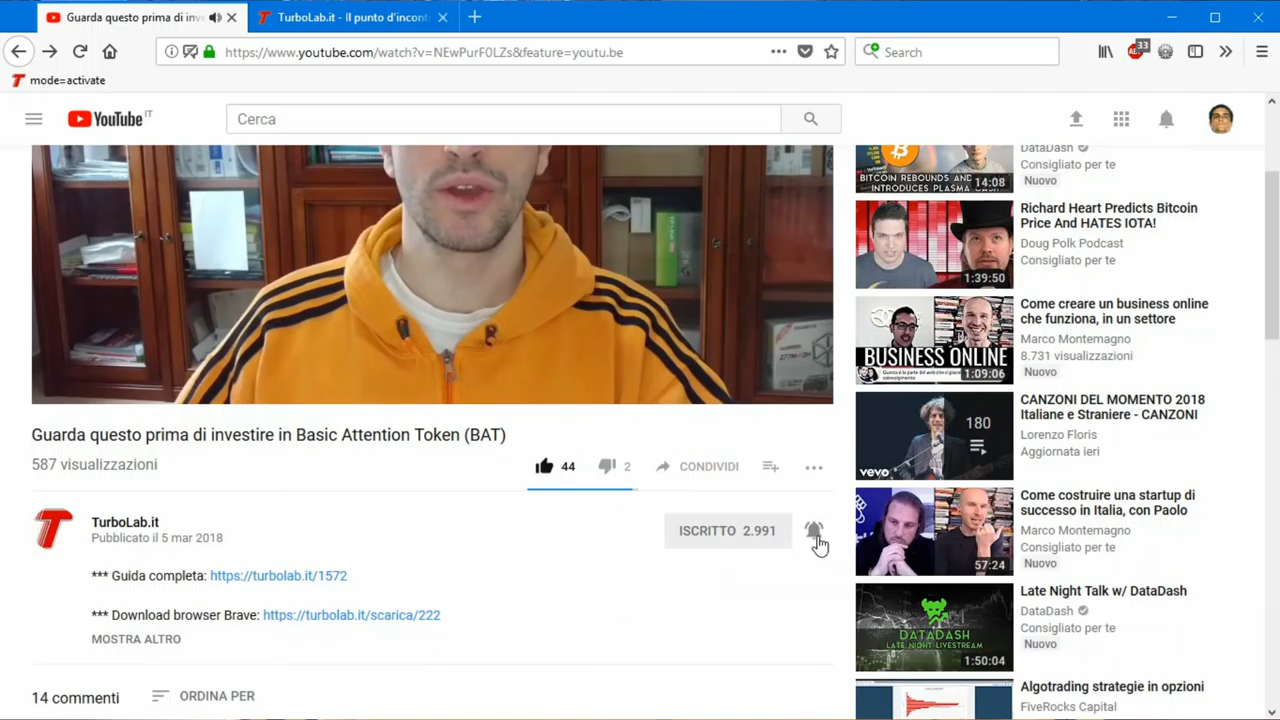 Guarda questo prima di inve
TurboLab.it - Il punto d'incont
https://www.youtube.com/watch?v=NEwPurF0LZs&feature=youtu.be
Search
33
mode=activate
YouTube IT
Cerca
BITCOIN REBOUNDS AND
INTRODUCES PLASMA CASH
14:08
DataDash
Consigliato per te
Nuovo
Richard Heart Predicts Bitcoin
Price And HATES IOTA!
Doug Polk Podcast
Consigliato per te
1:39:50
Come creare un business online
che funziona, in un settore
Marco Montemagno
8.731 visualizzazioni
Nuovo
BUSINESS ONLINE
1:09:06
CANZONI DEL MOMENTO 2018
Italiane e Straniere - CANZONI
Lorenzo Floris
Aggiornata ieri
180
vevo
Come costruire una startup di
successo in Italia, con Paolo
Marco Montemagno
Consigliato per te
Nuovo
57:24
Late Night Talk w/ DataDash
DataDash
Consigliato per te
Nuovo
DATADASH
LATE NIGHT LIVESTREAM
1:50:04
Algotrading strategie in opzioni
FiveRocks Capital
Guarda questo prima di investire in Basic Attention Token (BAT)
587 visualizzazioni
44
2
CONDIVIDI
TurboLab.it
Pubblicato il 5 mar 2018
ISCRITTO 2.991
*** Guida completa: https://turbolab.it/1572
*** Download browser Brave: https://turbolab.it/scarica/222
MOSTRA ALTRO
14 commenti
ORDINA PER